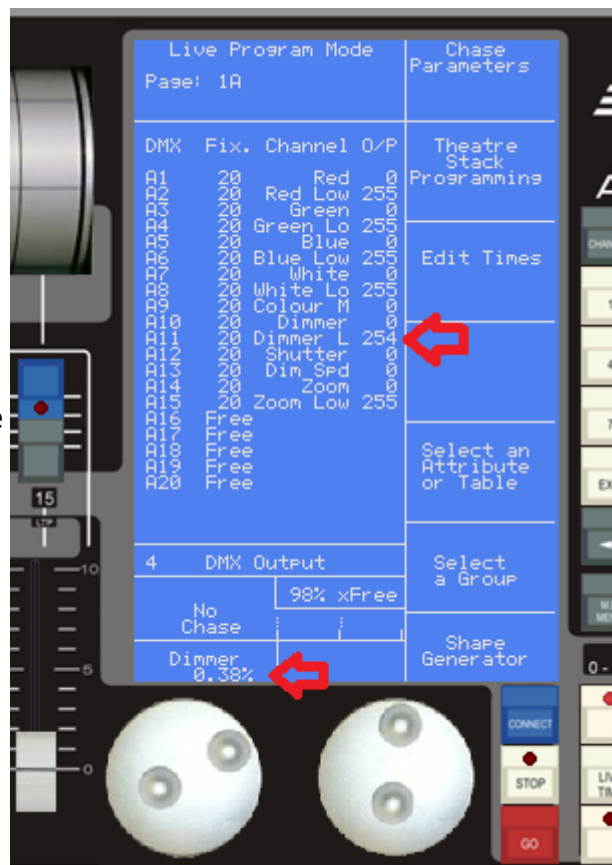 Live Program Mode
Page: 1A
Chase
Parameters
DMX Fix. Channel O/P
A1 20 Red 0
A2 20 Red Low 255
A3 20 Green 0
A4 20 Green Lo 255
A5 20 Blue 0
A6 20 Blue Low 255
A7 20 White 0
A8 20 White Lo 255
A9 20 Colour M 0
A10 20 Dimmer 0
A11 20 Dimmer L 254
A12 20 Shutter 0
A13 20 Dim Spd 0
A14 20 Zoom 0
A15 20 Zoom Low 255
A16 Free
A17 Free
A18 Free
A19 Free
A20 Free
Theatre
Stack
Programming
Edit Times
Select an
Attribute
or Table
4 DMX Output
98% xFree
No
Chase
Select
a Group
Dimmer
0.38%
Shape
Generator
15
LTP
10
5
0
CONNECT
STOP
GO